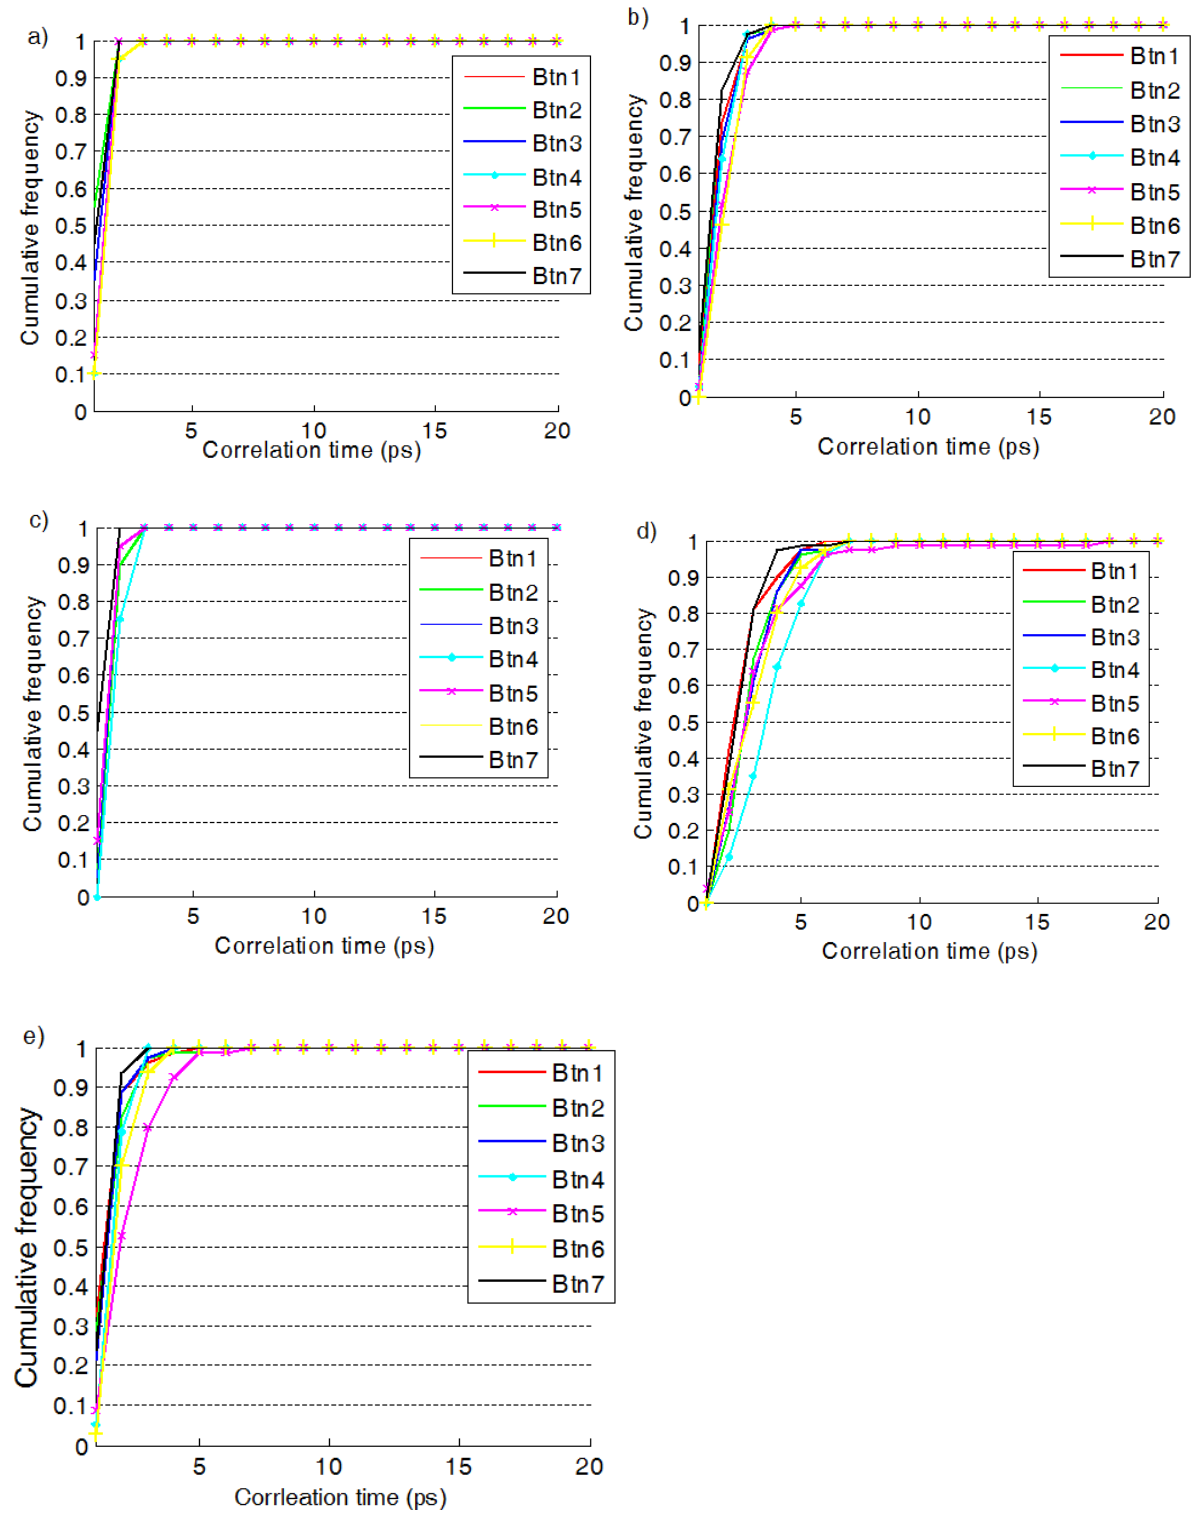 a)
Cumulative frequency
1
0.9
0.8
0.7
0.6
0.5
0.4
0.3
0.2
0.1
0
5 10 15 20
Correlation time (ps)
Btn1
Btn2
Btn3
Btn4
Btn5
Btn6
Btn7
b)
Cumulative frequency
1
0.9
0.8
0.7
0.6
0.5
0.4
0.3
0.2
0.1
0
5 10 15 20
Correlation time (ps)
Btn1
Btn2
Btn3
Btn4
Btn5
Btn6
Btn7
c)
Cumulative frequency
1
0.9
0.8
0.7
0.6
0.5
0.4
0.3
0.2
0.1
0
5 10 15 20
Correlation time (ps)
Btn1
Btn2
Btn3
Btn4
Btn5
Btn6
Btn7
d)
Cumulative frequency
1
0.9
0.8
0.7
0.6
0.5
0.4
0.3
0.2
0.1
0
5 10 15 20
Correlation time (ps)
Btn1
Btn2
Btn3
Btn4
Btn5
Btn6
Btn7
e)
Cumulative frequency
1
0.9
0.8
0.7
0.6
0.5
0.4
0.3
0.2
0.1
0
5 10 15 20
Corrleation time (ps)
Btn1
Btn2
Btn3
Btn4
Btn5
Btn6
Btn7